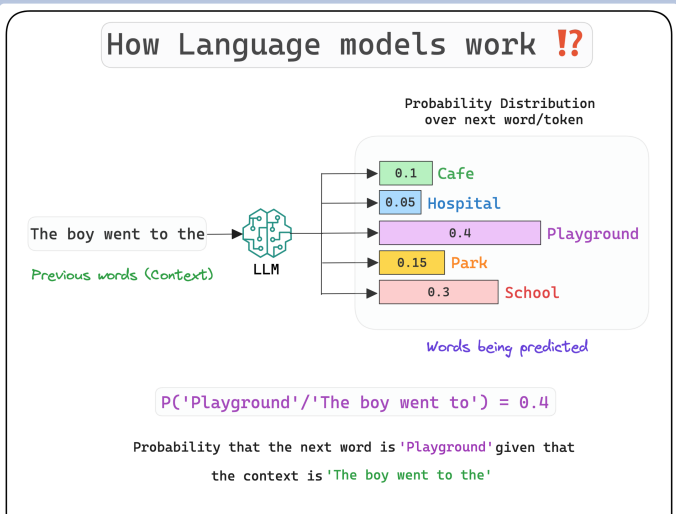 How Language models work ⁉
Probability Distribution
over next word/token
0.1 Cafe
0.05 Hospital
The boy went to the
0.4 Playground
LLM
Previous words (Context)
0.15 Park
0.3 School
Words being predicted
P('Playground'/'The boy went to') = 0.4
Probability that the next word is 'Playground' given that
the context is 'The boy went to the'